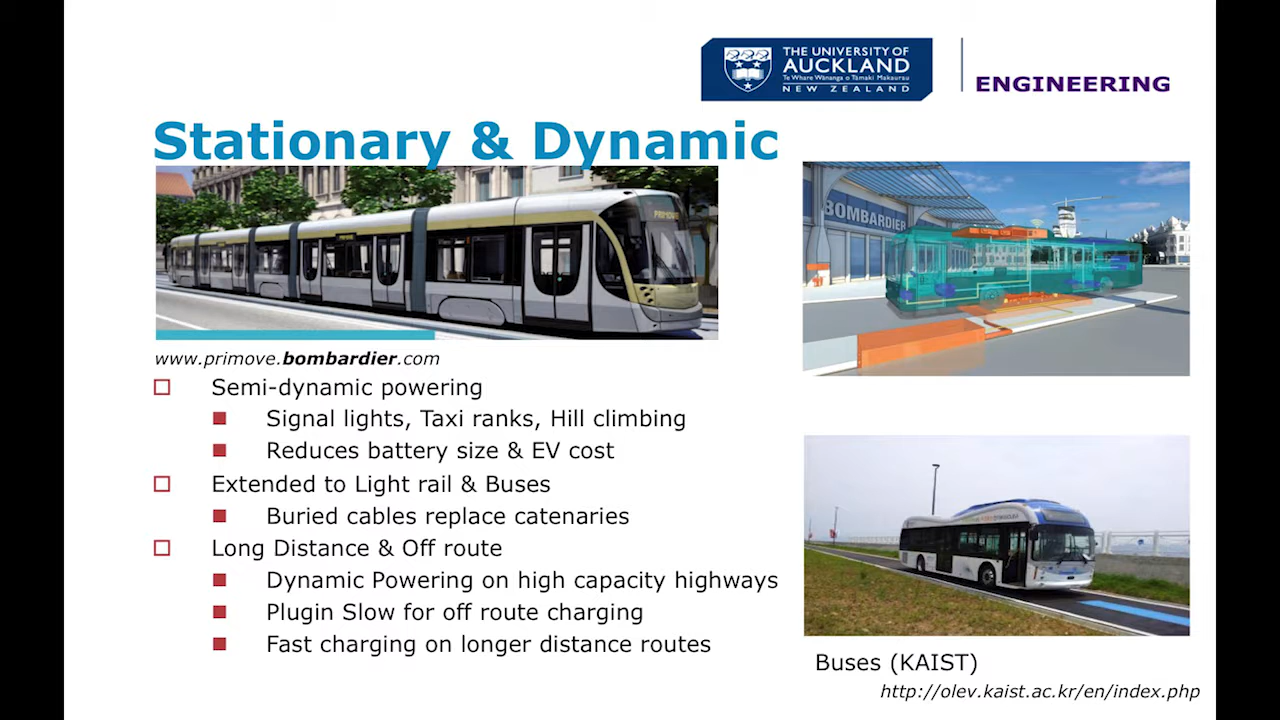 THE UNIVERSITY OF
AUCKLAND
Te Whare Wānanga o Tāmaki Makaurau
NEW ZEALAND
ENGINEERING
Stationary & Dynamic
PRIMOVE
BOMBARDIER
www.primove.bombardier.com
Semi-dynamic powering
Signal lights, Taxi ranks, Hill climbing
Reduces battery size & EV cost
Extended to Light rail & Buses
Buried cables replace catenaries
Long Distance & Off route
Dynamic Powering on high capacity highways
Plugin Slow for off route charging
Fast charging on longer distance routes
Buses (KAIST)
http://olev.kaist.ac.kr/en/index.php